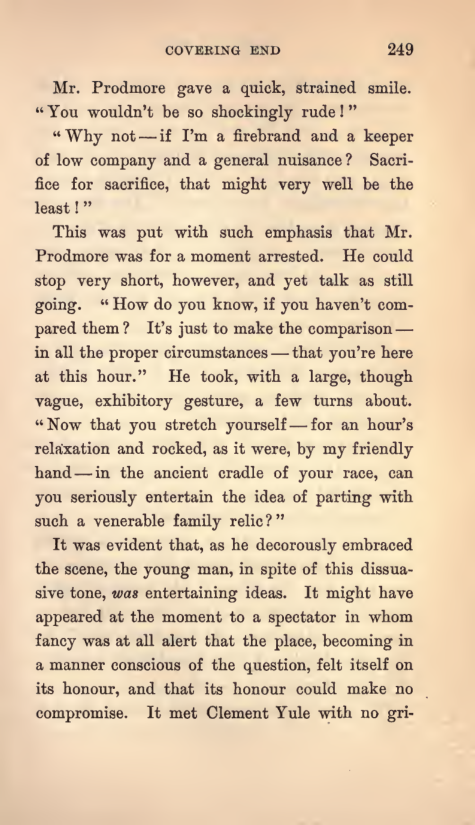 COVERING END 249
Mr. Prodmore gave a quick, strained smile.
“You wouldn't be so shockingly rude!”
“Why not—if I'm a firebrand and a keeper
of low company and a general nuisance? Sacri-
fice for sacrifice, that might very well be the
least!”
This was put with such emphasis that Mr.
Prodmore was for a moment arrested. He could
stop very short, however, and yet talk as still
going. “How do you know, if you haven't com-
pared them? It's just to make the comparison—
in all the proper circumstances—that you're here
at this hour.” He took, with a large, though
vague, exhibitory gesture, a few turns about.
“Now that you stretch yourself—for an hour's
relaxation and rocked, as it were, by my friendly
hand—in the ancient cradle of your race, can
you seriously entertain the idea of parting with
such a venerable family relic?”
It was evident that, as he decorously embraced
the scene, the young man, in spite of this dissua-
sive tone, was entertaining ideas. It might have
appeared at the moment to a spectator in whom
fancy was at all alert that the place, becoming in
a manner conscious of the question, felt itself on
its honour, and that its honour could make no
compromise. It met Clement Yule with no gri-